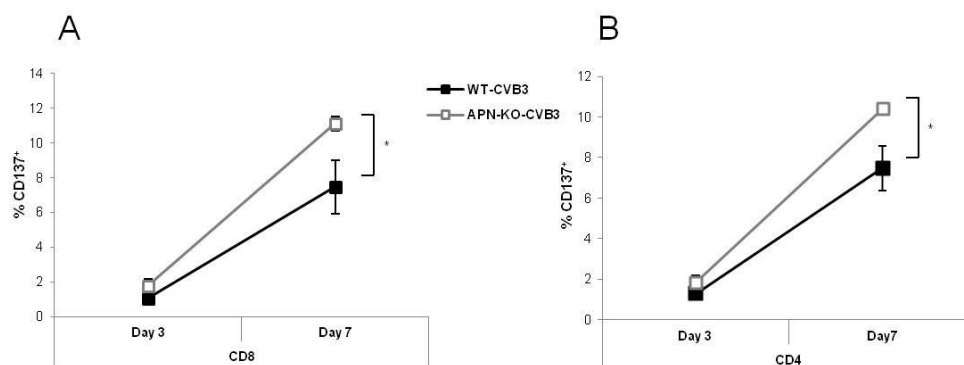 A
14
12
10
8
6
4
2
0
% CD137+
Day 3
Day 7
CD8
WT-CVB3
APN-KO-CVB3
*
B
12
10
8
6
4
2
0
% CD137+
Day 3
Day7
CD4
*